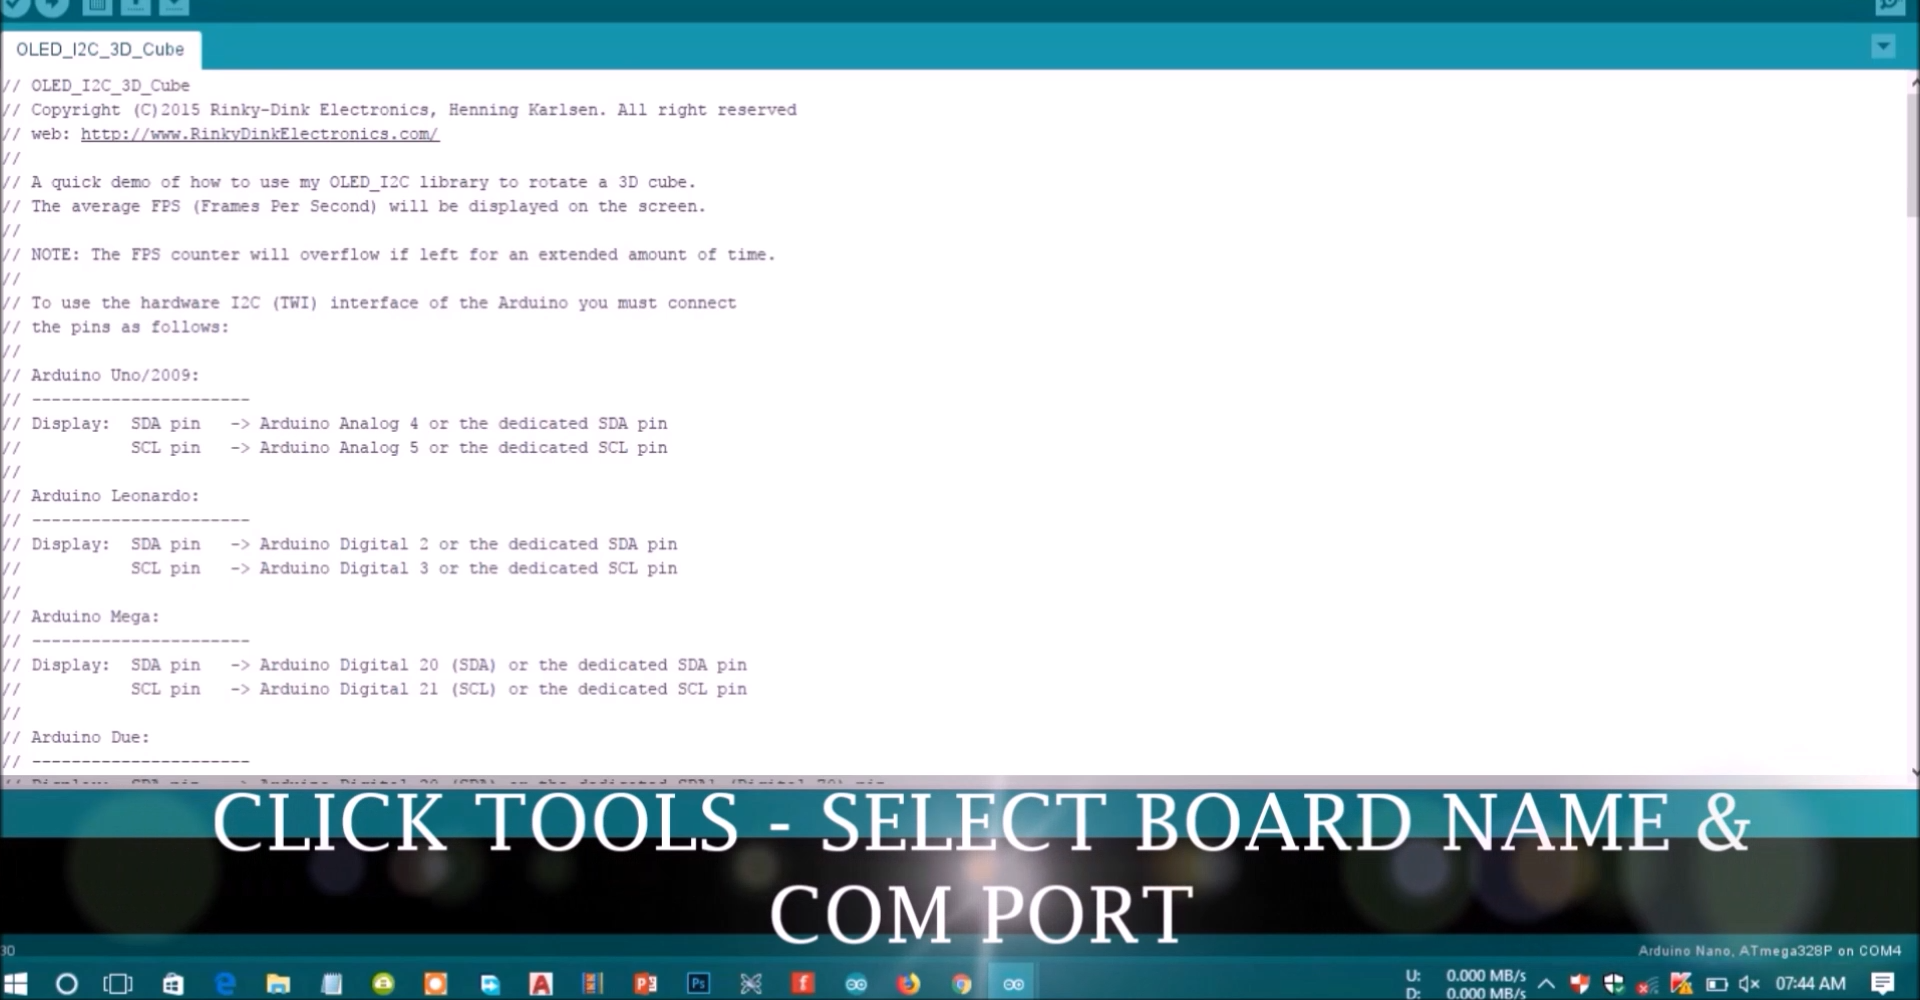 OLED_I2C_3D_Cube
// OLED_I2C_3D_Cube
// Copyright (C)2015 Rinky-Dink Electronics, Henning Karlsen. All right reserved
// web: http://www.RinkyDinkElectronics.com/
//
// A quick demo of how to use my OLED_I2C library to rotate a 3D cube.
// The average FPS (Frames Per Second) will be displayed on the screen.
//
// NOTE: The FPS counter will overflow if left for an extended amount of time.
//
// To use the hardware I2C (TWI) interface of the Arduino you must connect
// the pins as follows:
//
// Arduino Uno/2009:
// ----------------------
// Display:  SDA pin   -> Arduino Analog 4 or the dedicated SDA pin
//           SCL pin   -> Arduino Analog 5 or the dedicated SCL pin
//
// Arduino Leonardo:
// ----------------------
// Display:  SDA pin   -> Arduino Digital 2 or the dedicated SDA pin
//           SCL pin   -> Arduino Digital 3 or the dedicated SCL pin
//
// Arduino Mega:
// ----------------------
// Display:  SDA pin   -> Arduino Digital 20 (SDA) or the dedicated SDA pin
//           SCL pin   -> Arduino Digital 21 (SCL) or the dedicated SCL pin
//
// Arduino Due:
// ----------------------
CLICK TOOLS - SELECT BOARD NAME &
COM PORT
30
Arduino Nano, ATmega328P on COM4
U: 0.000 MB/s
D: 0.000 MB/s
07:44 AM